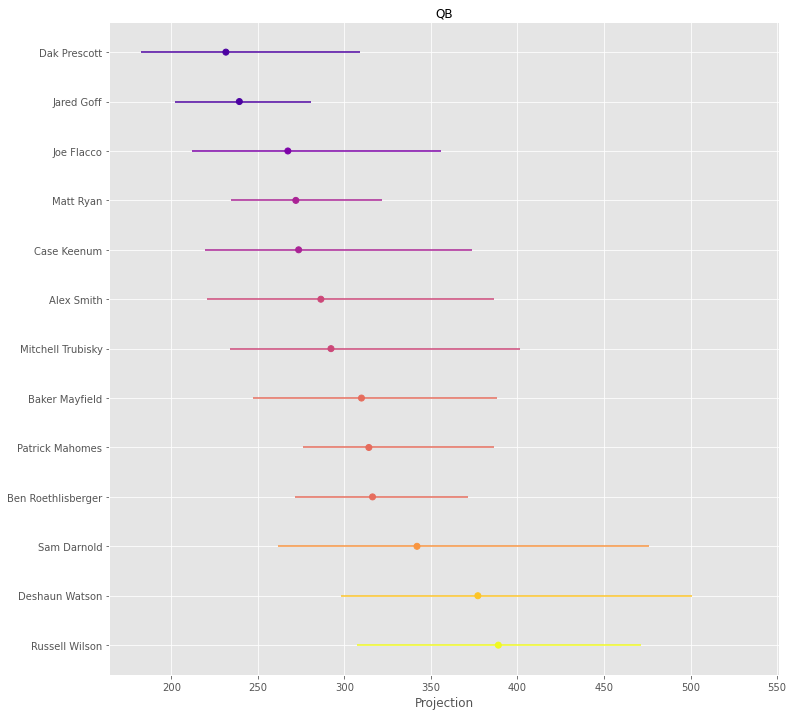 QB
Dak Prescott
Jared Goff
Joe Flacco
Matt Ryan
Case Keenum
Alex Smith
Mitchell Trubisky
Baker Mayfield
Patrick Mahomes
Ben Roethlisberger
Sam Darnold
Deshaun Watson
Russell Wilson
200 250 300 350 400 450 500 550
Projection